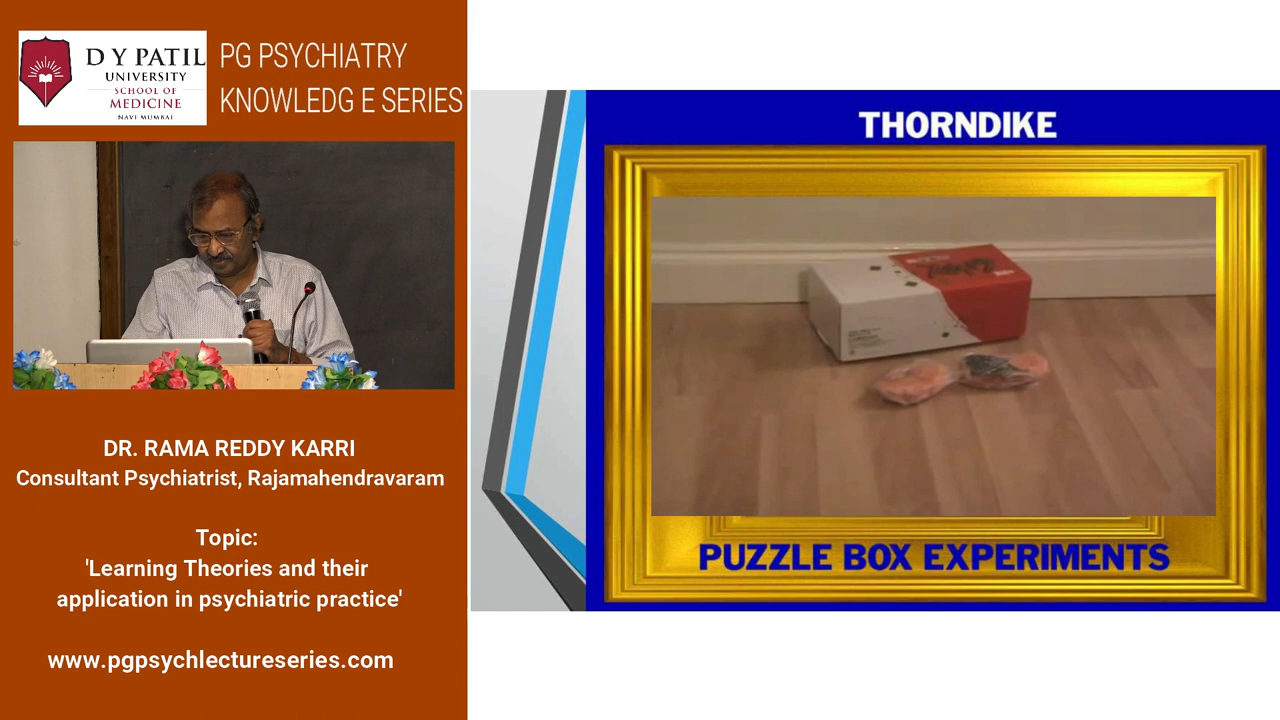 D Y PATIL
UNIVERSITY
SCHOOL OF
MEDICINE
NAVI MUMBAI
PG PSYCHIATRY
KNOWLEDG E SERIES
DR. RAMA REDDY KARRI
Consultant Psychiatrist, Rajamahendravaram
Topic:
'Learning Theories and their
application in psychiatric practice'
www.pgpsychlectureseries.com
THORNDIKE
PUZZLE BOX EXPERIMENTS